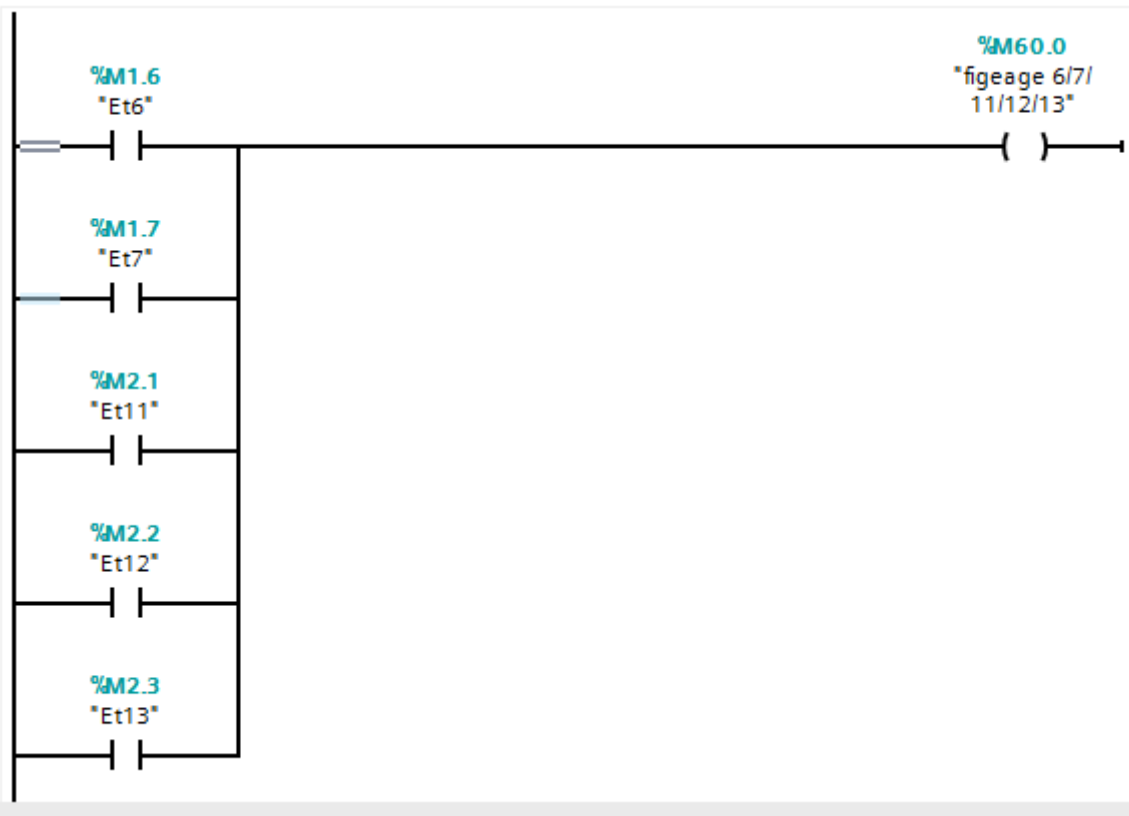 %M1.6
"Et6"
%M60.0
"figeage 6/7/
11/12/13"
%M1.7
"Et7"
%M2.1
"Et11"
%M2.2
"Et12"
%M2.3
"Et13"